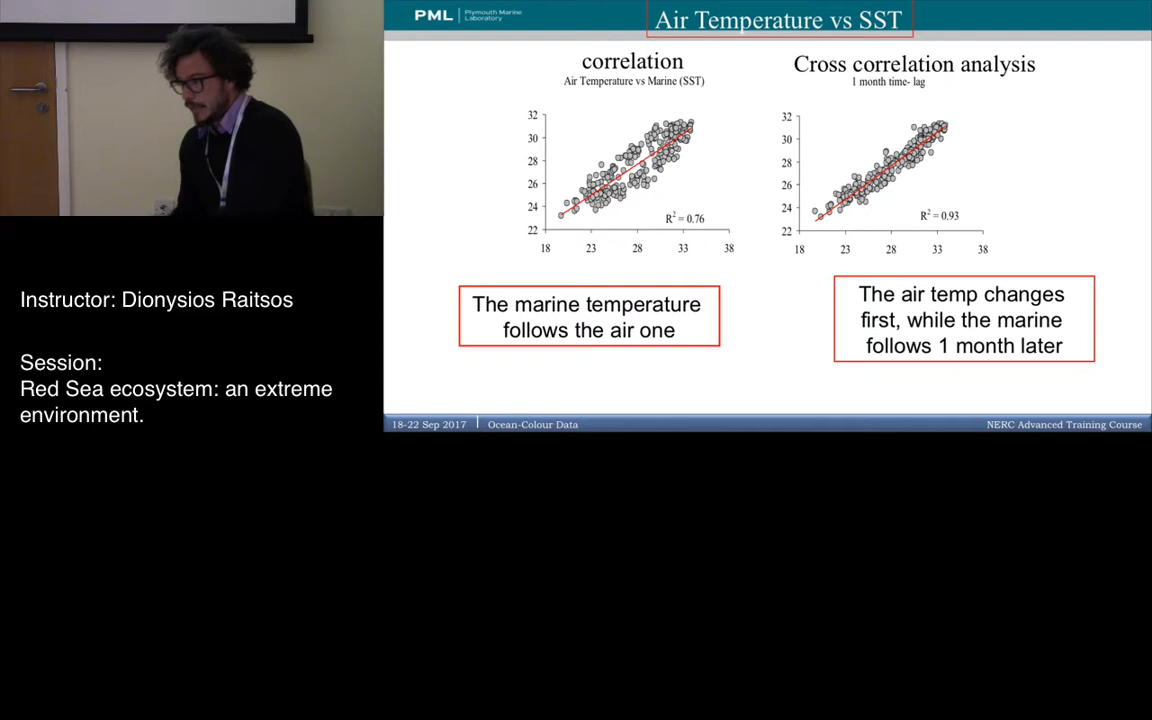 PML | Plymouth Marine
Laboratory
Air Temperature vs SST
correlation
Air Temperature vs Marine (SST)
32
30
28
26
24
22
18 23 28 33 38
R² = 0.76
Cross correlation analysis
1 month time- lag
32
30
28
26
24
22
18 23 28 33 38
R² = 0.93
The marine temperature
follows the air one
The air temp changes
first, while the marine
follows 1 month later
Instructor: Dionysios Raitsos
Session:
Red Sea ecosystem: an extreme
environment.
18-22 Sep 2017 | Ocean-Colour Data
NERC Advanced Training Course